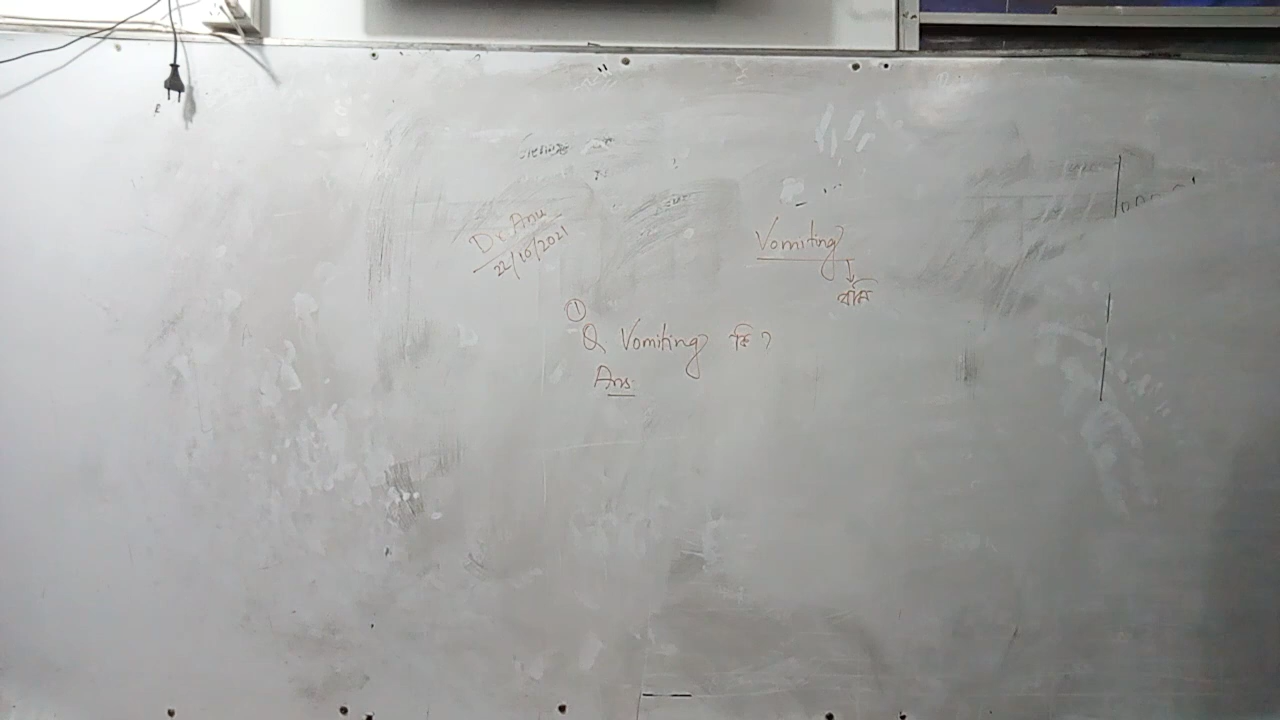 Dr. Anu
22/10/2021
Vomiting
বমি
①
Q Vomiting কি?
Ans: